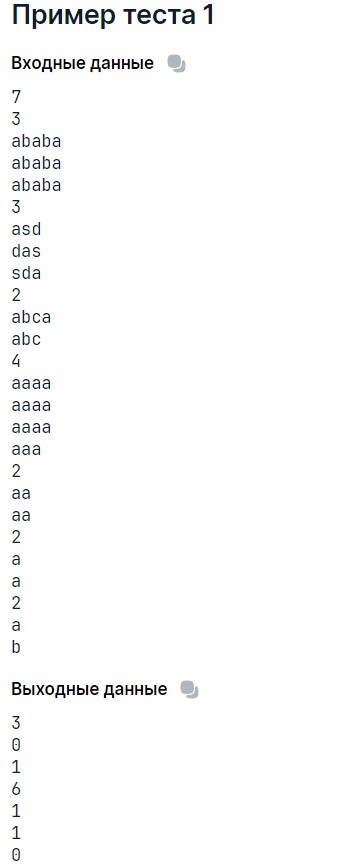 Пример теста 1
Входные данные
7
3
ababa
ababa
ababa
3
asd
das
sda
2
abca
abc
4
aaaa
aaaa
aaaa
aaa
2
aa
aa
2
a
a
2
a
b
Выходные данные
3
0
1
6
1
1
0